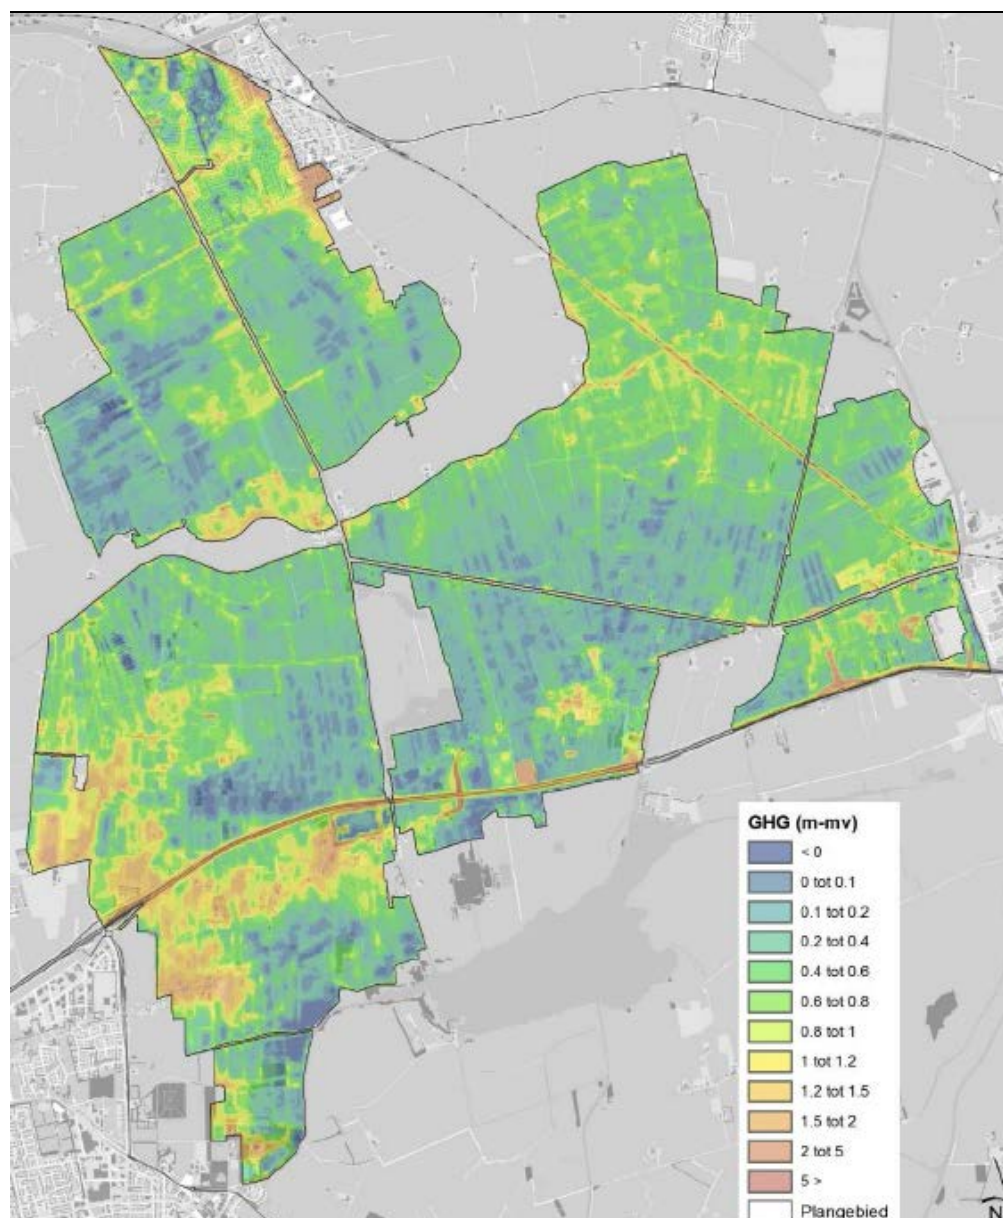 GHG (m-mv)
< 0
0 tot 0.1
0.1 tot 0.2
0.2 tot 0.4
0.4 tot 0.6
0.6 tot 0.8
0.8 tot 1
1 tot 1.2
1.2 tot 1.5
1.5 tot 2
2 tot 5
5 >
Plangebied
N